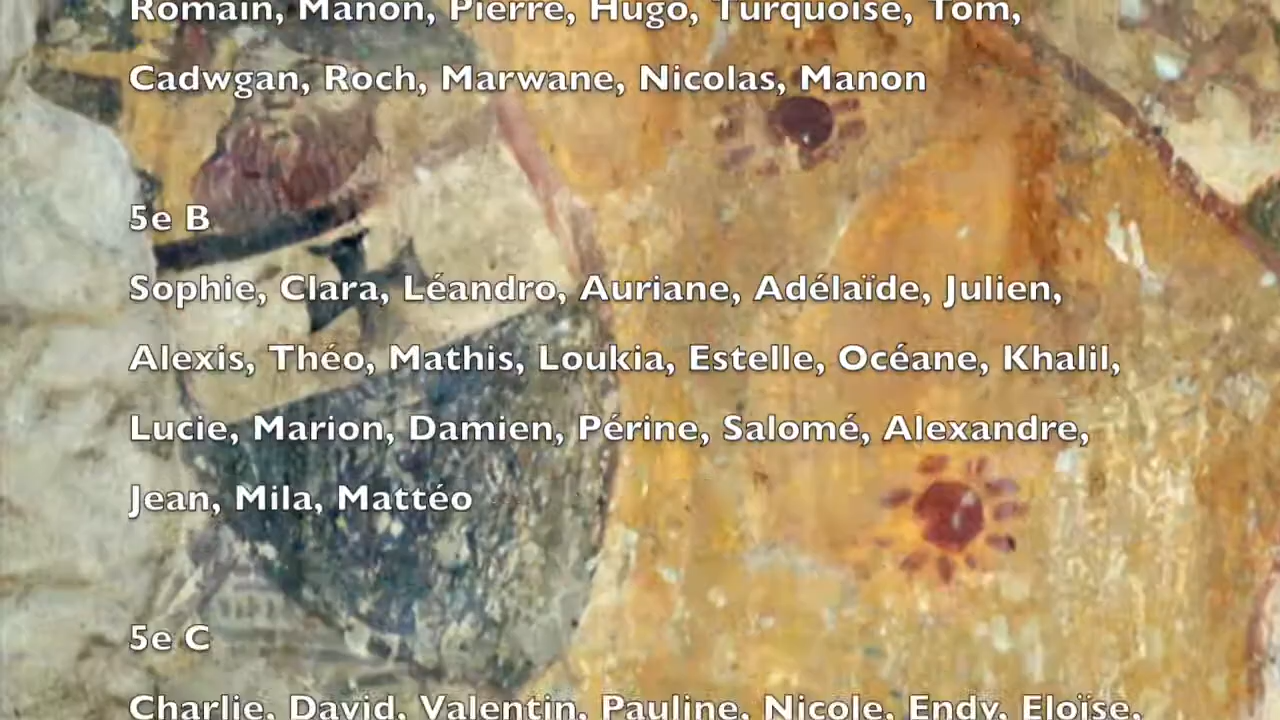 Romain, Manon, Pierre, Hugo, Turquoise, Tom,
Cadwgan, Roch, Marwane, Nicolas, Manon
5e B
Sophie, Clara, Léandro, Auriane, Adélaïde, Julien,
Alexis, Théo, Mathis, Loukia, Estelle, Océane, Khalil,
Lucie, Marion, Damien, Périne, Salomé, Alexandre,
Jean, Mila, Mattéo
5e C
Charlie, David, Valentin, Pauline, Nicole, Endy, Eloïse,